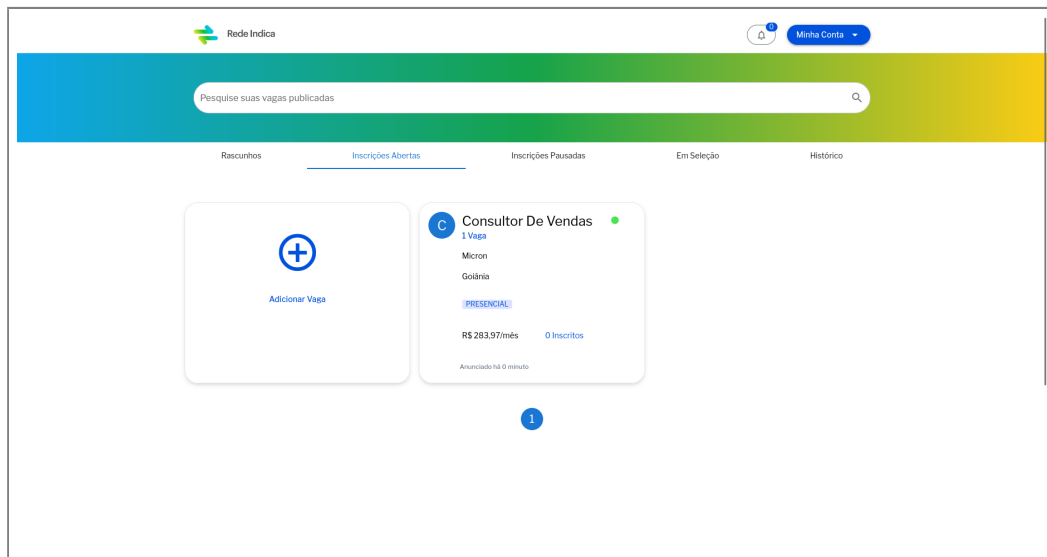 Rede Indica
0
Minha Conta
Pesquise suas vagas publicadas
Rascunhos
Inscrições Abertas
Inscrições Pausadas
Em Seleção
Histórico
Adicionar Vaga
C
Consultor De Vendas
1 Vaga
Micron
Goiânia
PRESENCIAL
R$ 283,97/mês
0 Inscritos
Anunciado há 0 minuto
1